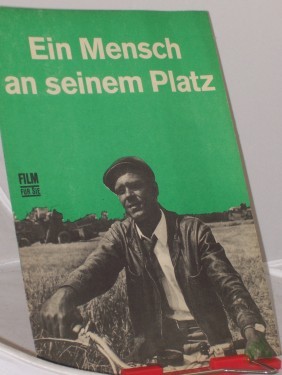 Ein Mensch
an seinem Platz
FILM
FÜR SIE